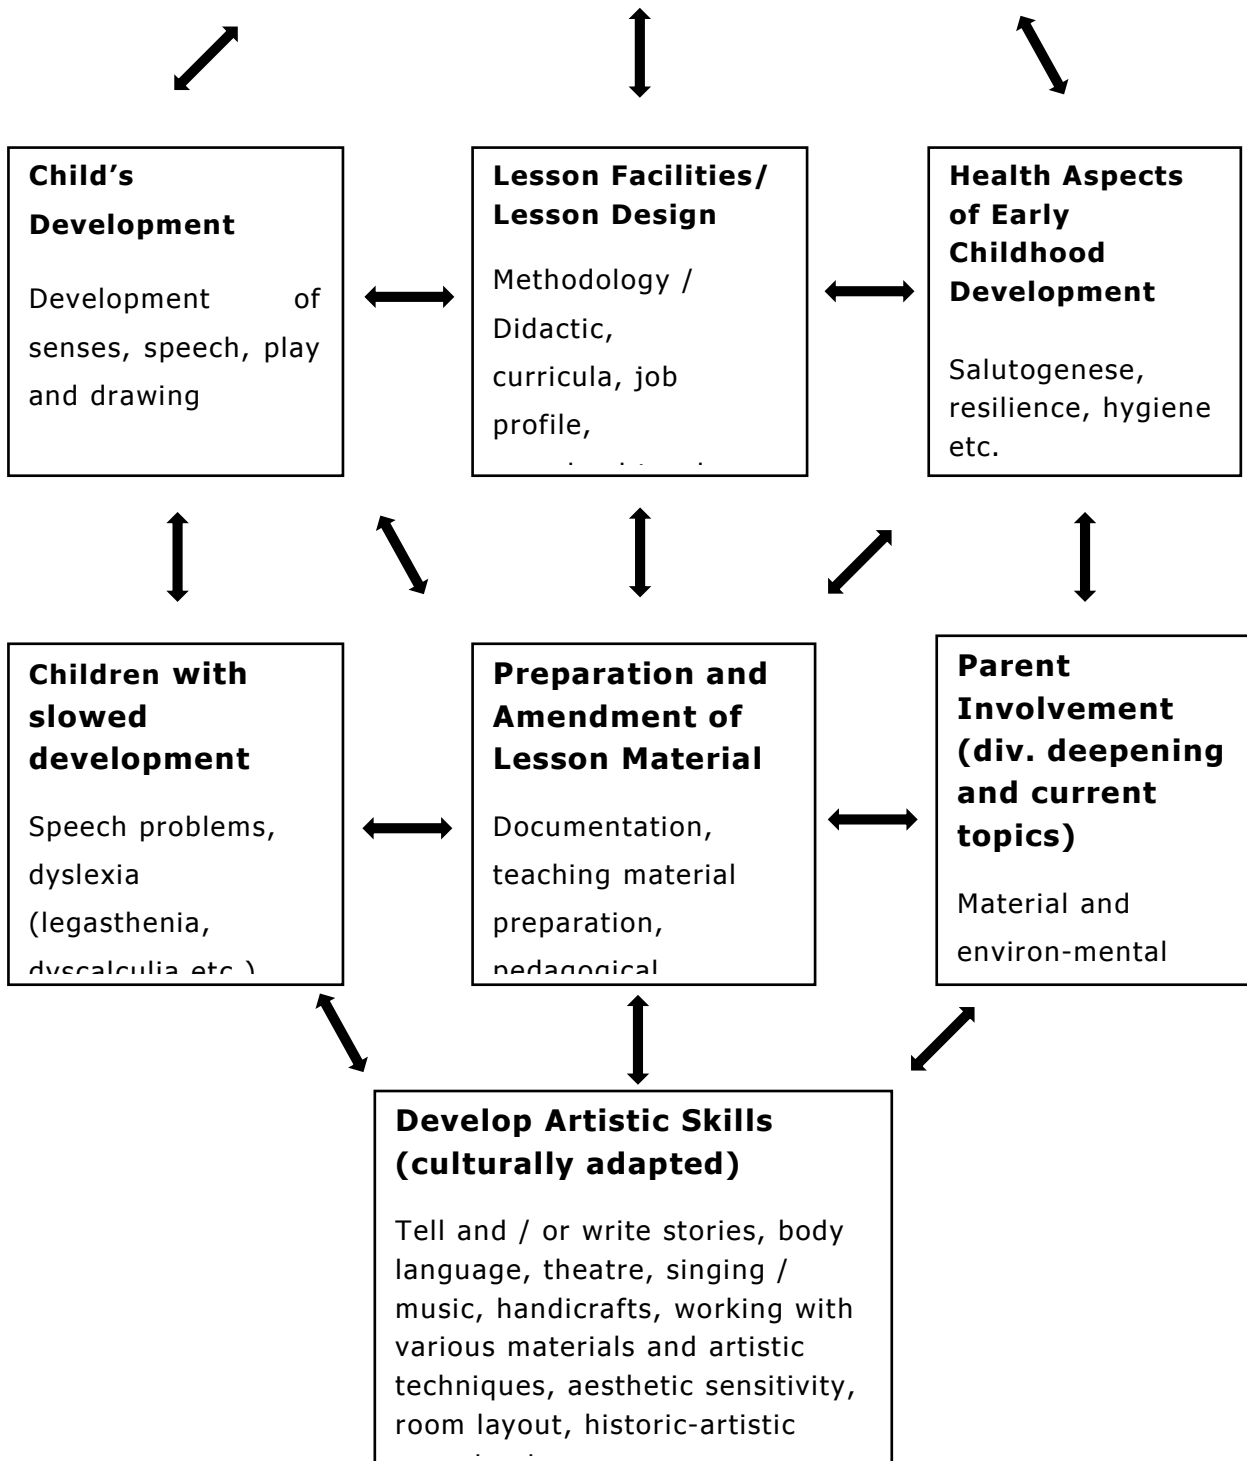 Child’s
Development
Development of
senses, speech, play
and drawing
Lesson Facilities/
Lesson Design
Methodology /
Didactic,
curricula, job
profile,
Health Aspects
of Early
Childhood
Development
Salutogenese,
resilience, hygiene
etc.
Children with
slowed
development
Speech problems,
dyslexia
(legasthenia,
dyscalculia etc.)
Preparation and
Amendment of
Lesson Material
Documentation,
teaching material
preparation,
pedagogical
Parent
Involvement
(div. deepening
and current
topics)
Material and
environ-mental
Develop Artistic Skills
(culturally adapted)
Tell and / or write stories, body
language, theatre, singing /
music, handicrafts, working with
various materials and artistic
techniques, aesthetic sensitivity,
room layout, historic-artistic